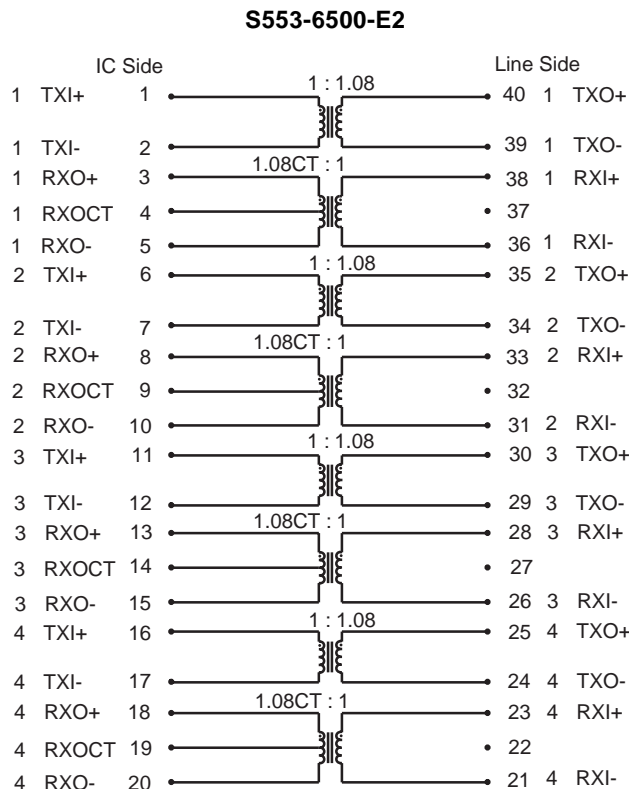 S553-6500-E2
IC Side Line Side
1 : 1.08
1 TXI+ 1 40 1 TXO+
1 TXI- 2 39 1 TXO-
1.08CT : 1
1 RXO+ 3 38 1 RXI+
1 RXOCT 4 37
1 RXO- 5 36 1 RXI-
1 : 1.08
2 TXI+ 6 35 2 TXO+
2 TXI- 7 34 2 TXO-
1.08CT : 1
2 RXO+ 8 33 2 RXI+
2 RXOCT 9 32
2 RXO- 10 31 2 RXI-
1 : 1.08
3 TXI+ 11 30 3 TXO+
3 TXI- 12 29 3 TXO-
1.08CT : 1
3 RXO+ 13 28 3 RXI+
3 RXOCT 14 27
3 RXO- 15 26 3 RXI-
1 : 1.08
4 TXI+ 16 25 4 TXO+
4 TXI- 17 24 4 TXO-
1.08CT : 1
4 RXO+ 18 23 4 RXI+
4 RXOCT 19 22
4 RXO- 20 21 4 RXI-